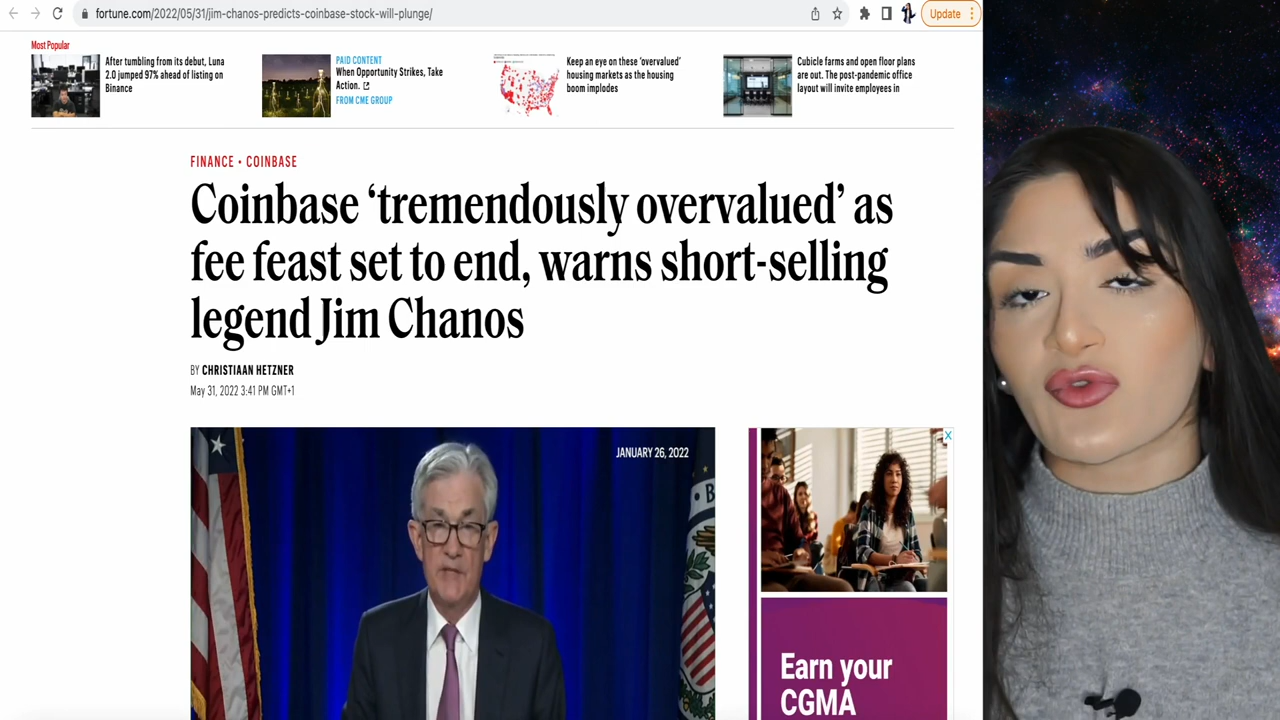 fortune.com/2022/05/31/jim-chanos-predicts-coinbase-stock-will-plunge/
Update
Most Popular
After tumbling from its debut, Luna
2.0 jumped 97% ahead of listing on
Binance
PAID CONTENT
When Opportunity Strikes, Take
Action.
FROM CME GROUP
Keep an eye on these ‘overvalued’
housing markets as the housing
boom implodes
Cubicle farms and open floor plans
are out. The post-pandemic office
layout will invite employees in
FINANCE • COINBASE
Coinbase ‘tremendously overvalued’ as
fee feast set to end, warns short-selling
legend Jim Chanos
BY CHRISTIAAN HETZNER
May 31, 2022 3:41 PM GMT+1
JANUARY 26, 2022
X
Earn your
CGMA